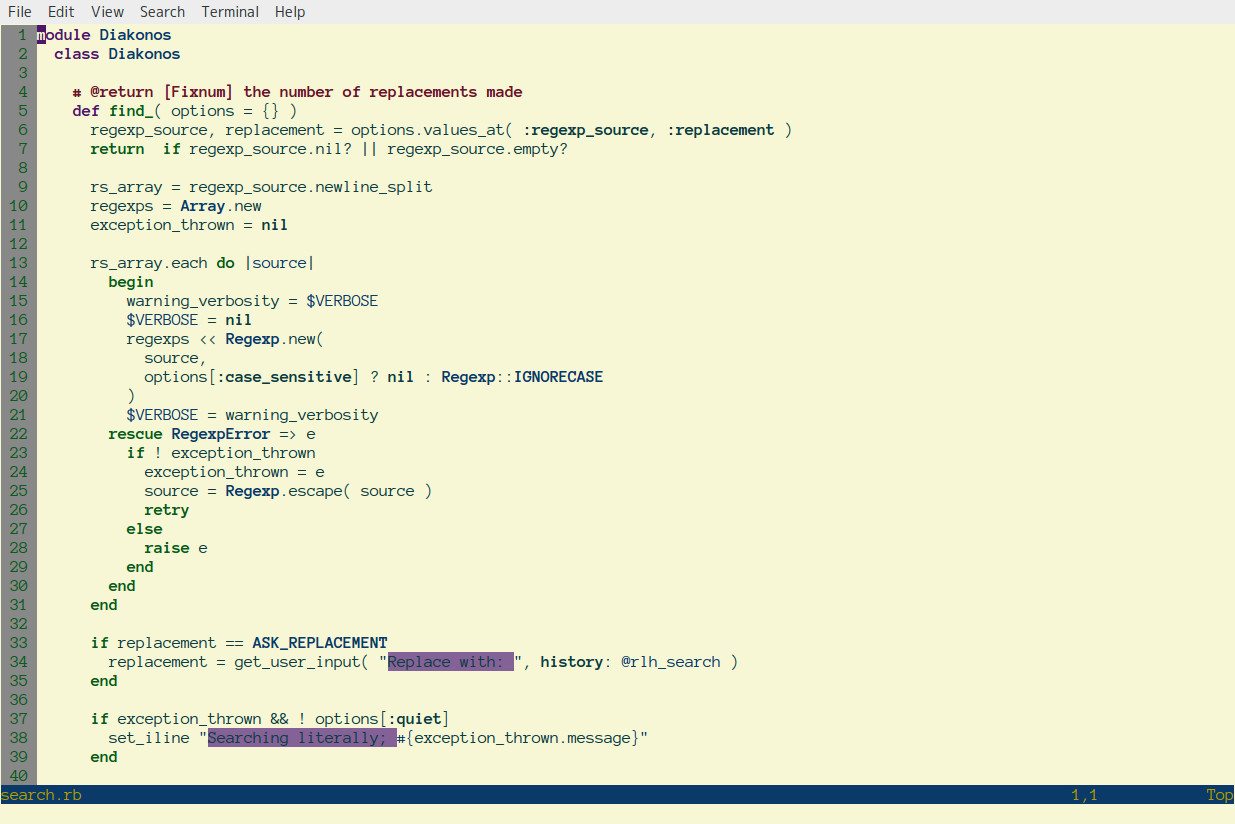 File Edit View Search Terminal Help
1 module Diakonos
2   class Diakonos
3
4     # @return [Fixnum] the number of replacements made
5     def find_( options = {} )
6       regexp_source, replacement = options.values_at( :regexp_source, :replacement )
7       return  if regexp_source.nil? || regexp_source.empty?
8
9       rs_array = regexp_source.newline_split
10       regexps = Array.new
11       exception_thrown = nil
12
13       rs_array.each do |source|
14         begin
15           warning_verbosity = $VERBOSE
16           $VERBOSE = nil
17           regexps << Regexp.new(
18             source,
19             options[:case_sensitive] ? nil : Regexp::IGNORECASE
20           )
21           $VERBOSE = warning_verbosity
22         rescue RegexpError => e
23           if ! exception_thrown
24             exception_thrown = e
25             source = Regexp.escape( source )
26             retry
27           else
28             raise e
29           end
30         end
31       end
32
33       if replacement == ASK_REPLACEMENT
34         replacement = get_user_input( "Replace with: ", history: @rlh_search )
35       end
36
37       if exception_thrown && ! options[:quiet]
38         set_iline "Searching literally; #{exception_thrown.message}"
39       end
40
search.rb 1,1 Top